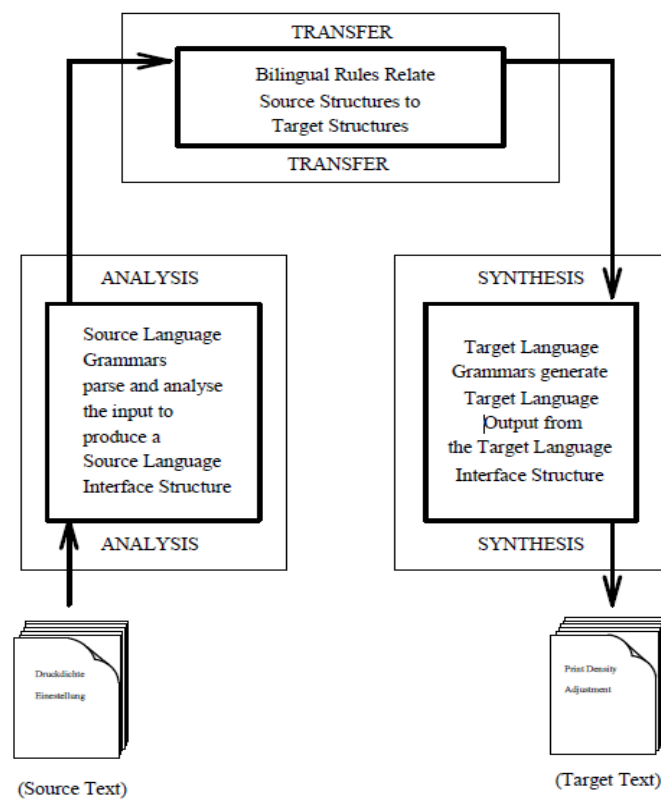 TRANSFER
Bilingual Rules Relate
Source Structures to
Target Structures
TRANSFER
ANALYSIS
Source Language
Grammars
parse and analyse
the input to
produce a
Source Language
Interface Structure
ANALYSIS
SYNTHESIS
Target Language
Grammars generate
Target Language
Output from
the Target Language
Interface Structure
SYNTHESIS
Druckdichte
Einestellung
(Source Text)
Print Density
Adjustment
(Target Text)